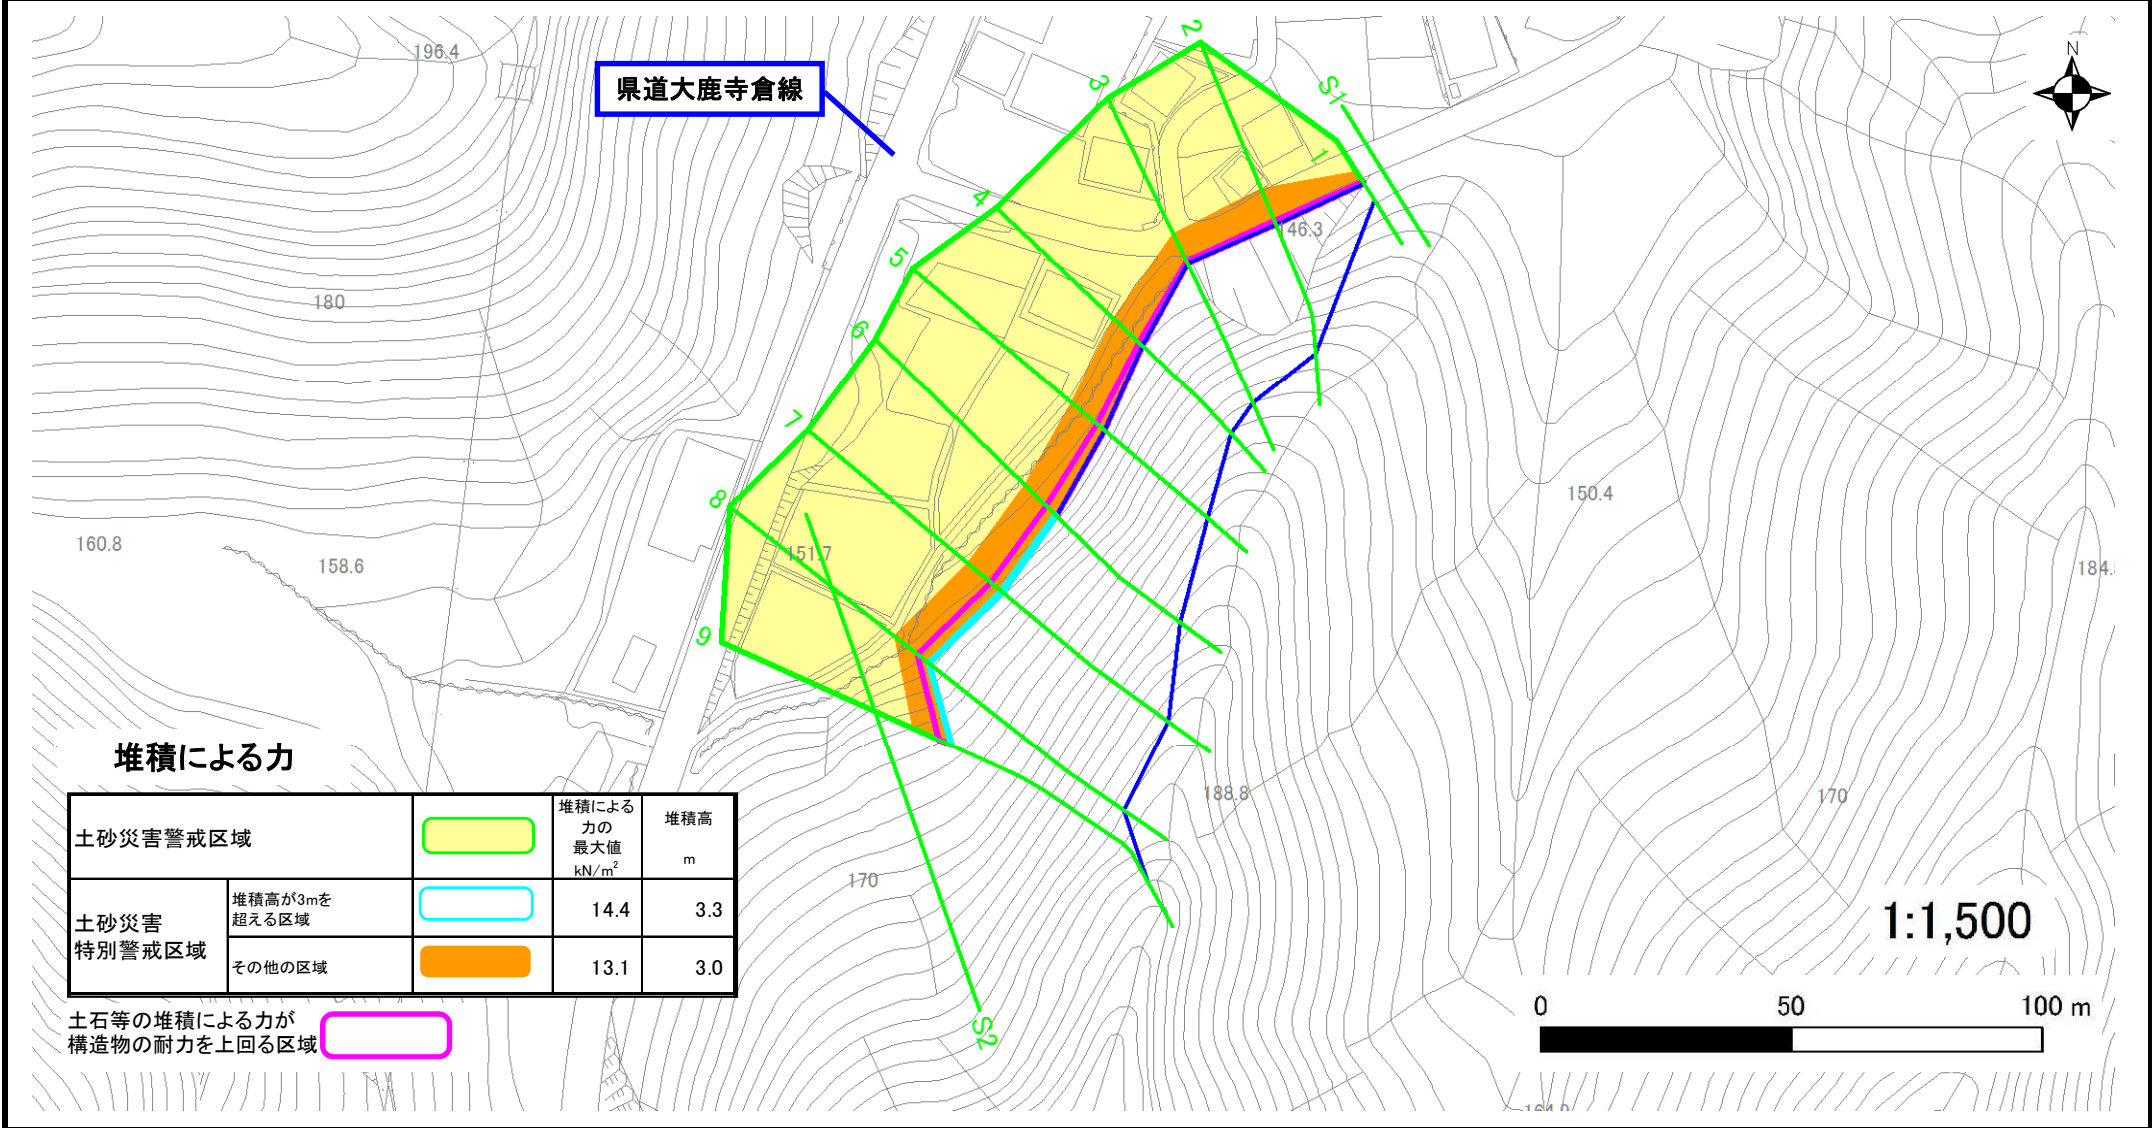 196.4
県道大鹿寺倉線
N
2
3
S1
1
4
146.3
5
180
6
7
8
150.4
160.8
158.6
151.7
184.
9
188.8
170
170
堆積による力
土砂災害警戒区域
堆積による
力の
最大値
kN/m²
堆積高
m
土砂災害
特別警戒区域
堆積高が3mを
超える区域
14.4
3.3
その他の区域
13.1
3.0
土石等の堆積による力が
構造物の耐力を上回る区域
S2
1:1,500
0 50 100 m